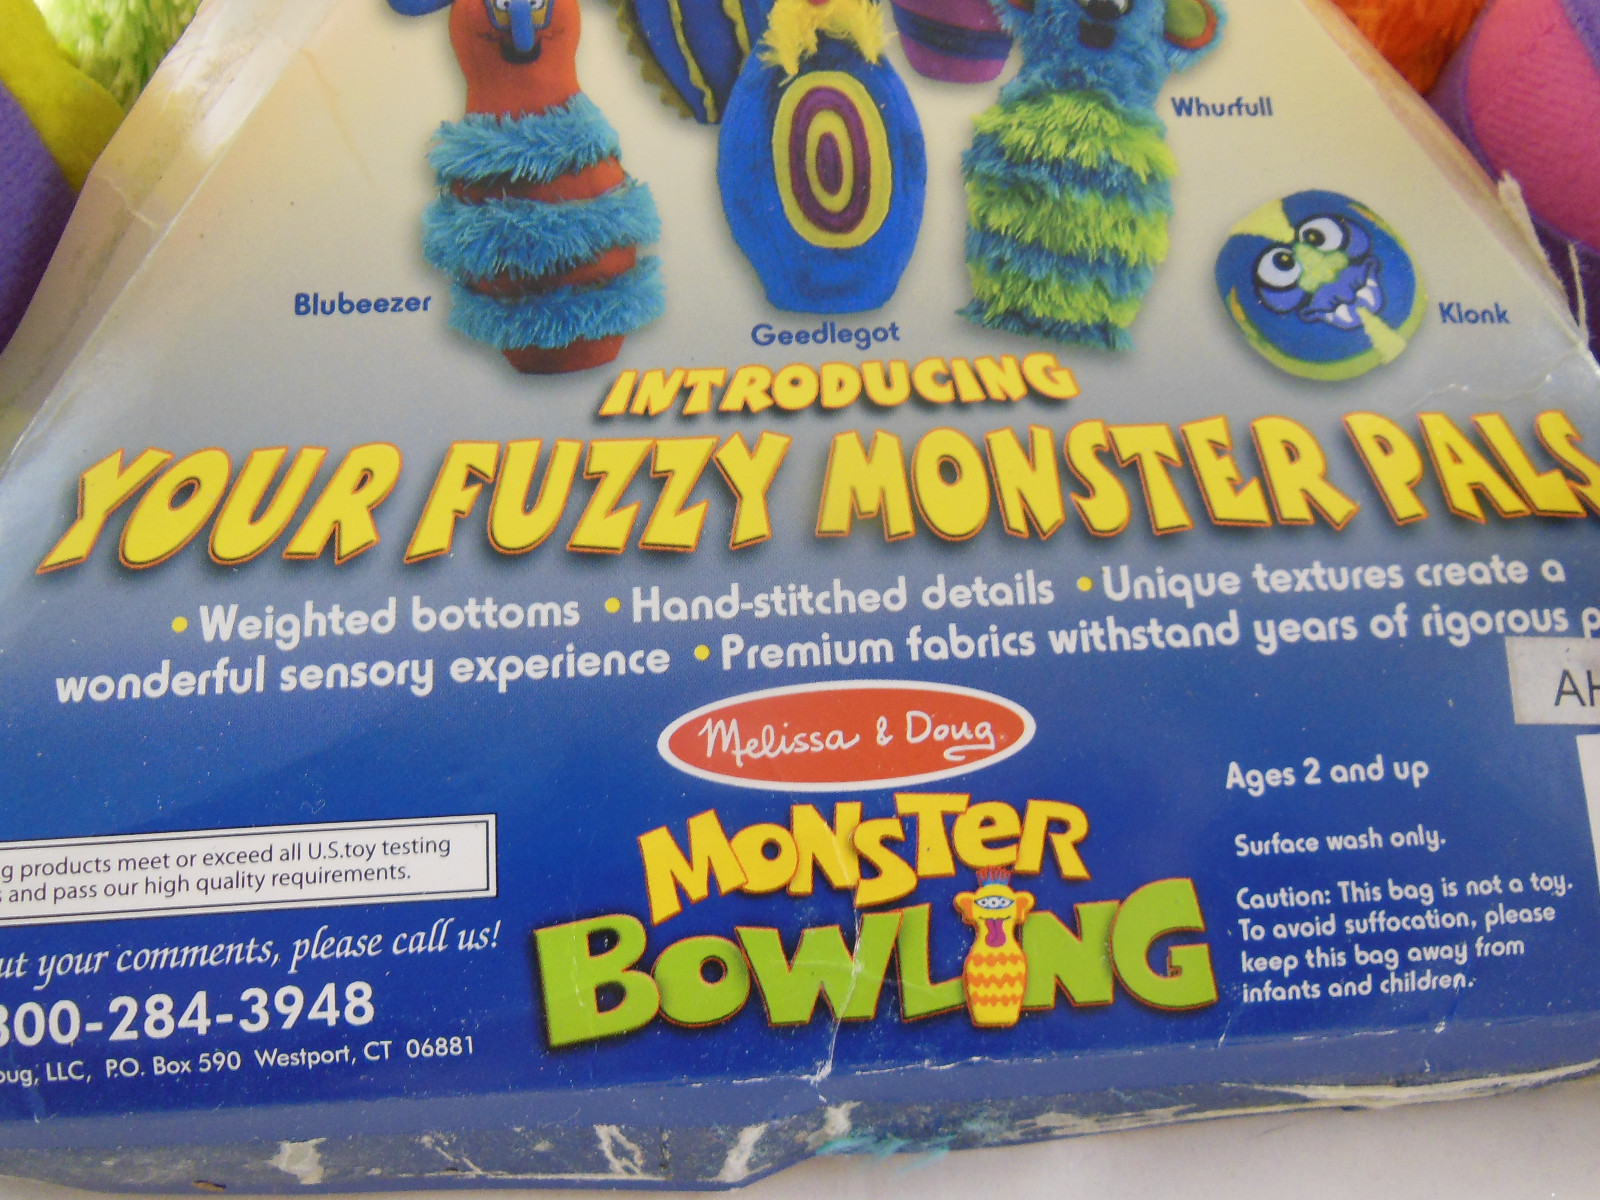 Whurfull
Blubeezer
Geedlegot
Klonk
INTRODUCING
YOUR FUZZY MONSTER PALS
• Weighted bottoms • Hand-stitched details • Unique textures create a
wonderful sensory experience • Premium fabrics withstand years of rigorous
AH
Melissa & Doug
MONSTER
BOWLING
Ages 2 and up
Surface wash only.
Caution: This bag is not a toy.
To avoid suffocation, please
keep this bag away from
infants and children.
products meet or exceed all U.S.toy testing
and pass our high quality requirements.
your comments, please call us!
800-284-3948
LLC, P.O. Box 590 Westport, CT 06881